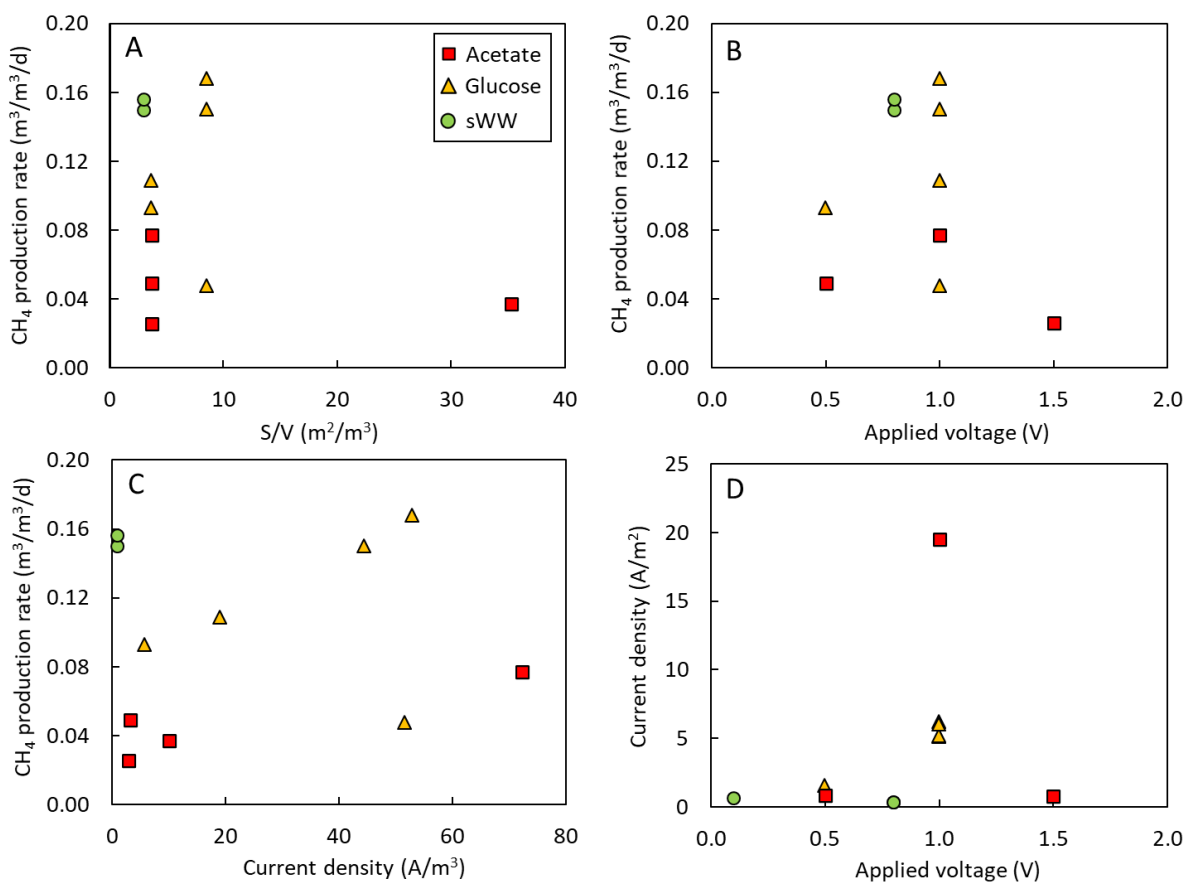 A
Acetate
Glucose
sWW
CH₄ production rate (m³/m³/d)
0.20
0.16
0.12
0.08
0.04
0.00
0 10 20 30 40
S/V (m²/m³)
B
CH₄ production rate (m³/m³/d)
0.20
0.16
0.12
0.08
0.04
0.00
0.0 0.5 1.0 1.5 2.0
Applied voltage (V)
C
CH₄ production rate (m³/m³/d)
0.20
0.16
0.12
0.08
0.04
0.00
0 20 40 60 80
Current density (A/m³)
D
Current density (A/m²)
25
20
15
10
5
0
0.0 0.5 1.0 1.5 2.0
Applied voltage (V)